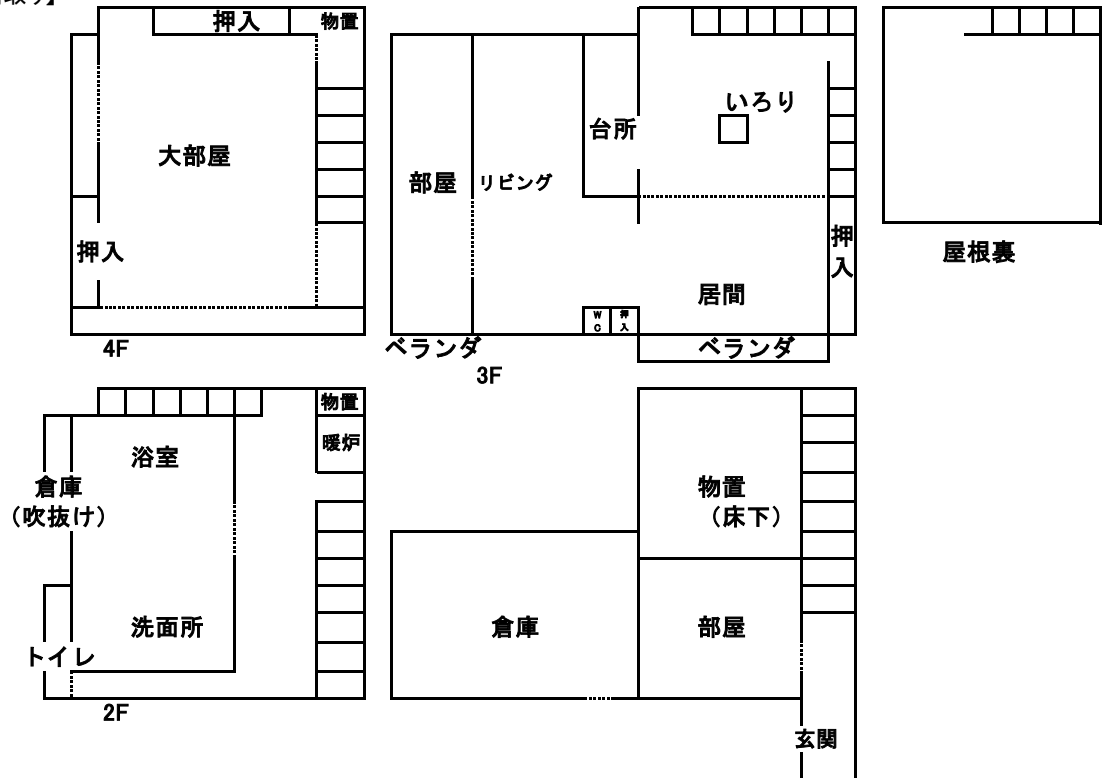 取り】
押入
物置
大部屋
押入
4F
部屋
リビング
台所
いろり
居間
押入
WC
押入
ベランダ
ベランダ
3F
屋根裏
物置
暖炉
浴室
倉庫
（吹抜け）
洗面所
トイレ
2F
物置
（床下）
倉庫
部屋
玄関